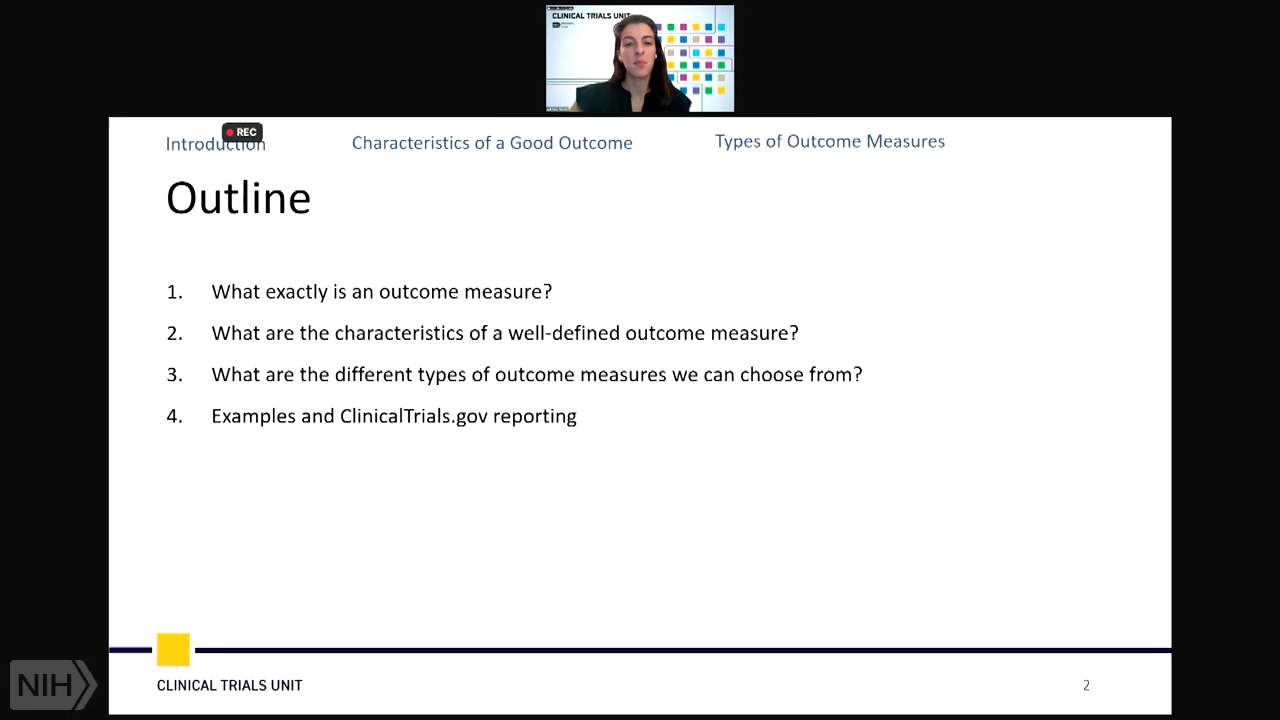 CLINICAL TRIALS UNIT
REC
Introduction
Characteristics of a Good Outcome
Types of Outcome Measures
Outline
1. What exactly is an outcome measure?
2. What are the characteristics of a well-defined outcome measure?
3. What are the different types of outcome measures we can choose from?
4. Examples and ClinicalTrials.gov reporting
NIH
CLINICAL TRIALS UNIT
2